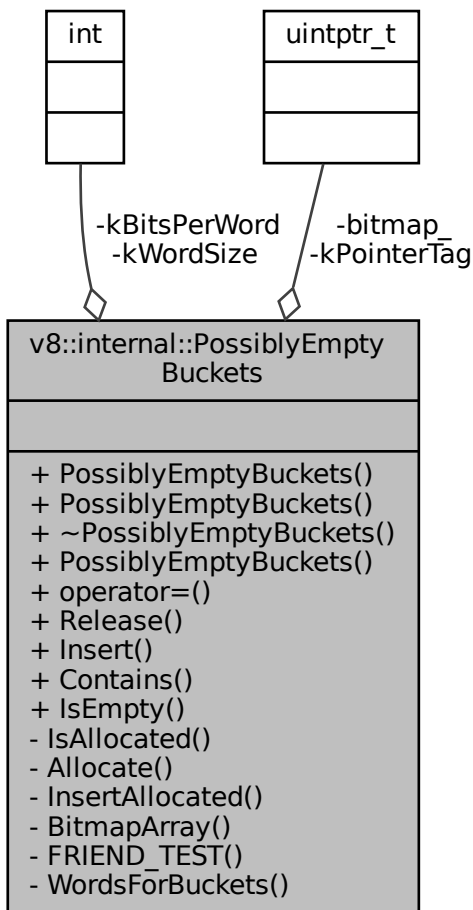 int
uintptr_t
-kBitsPerWord
-kWordSize
-bitmap_
-kPointerTag
v8::internal::PossiblyEmpty
Buckets
+ PossiblyEmptyBuckets()
+ PossiblyEmptyBuckets()
+ ~PossiblyEmptyBuckets()
+ PossiblyEmptyBuckets()
+ operator=()
+ Release()
+ Insert()
+ Contains()
+ IsEmpty()
- IsAllocated()
- Allocate()
- InsertAllocated()
- BitmapArray()
- FRIEND_TEST()
- WordsForBuckets()